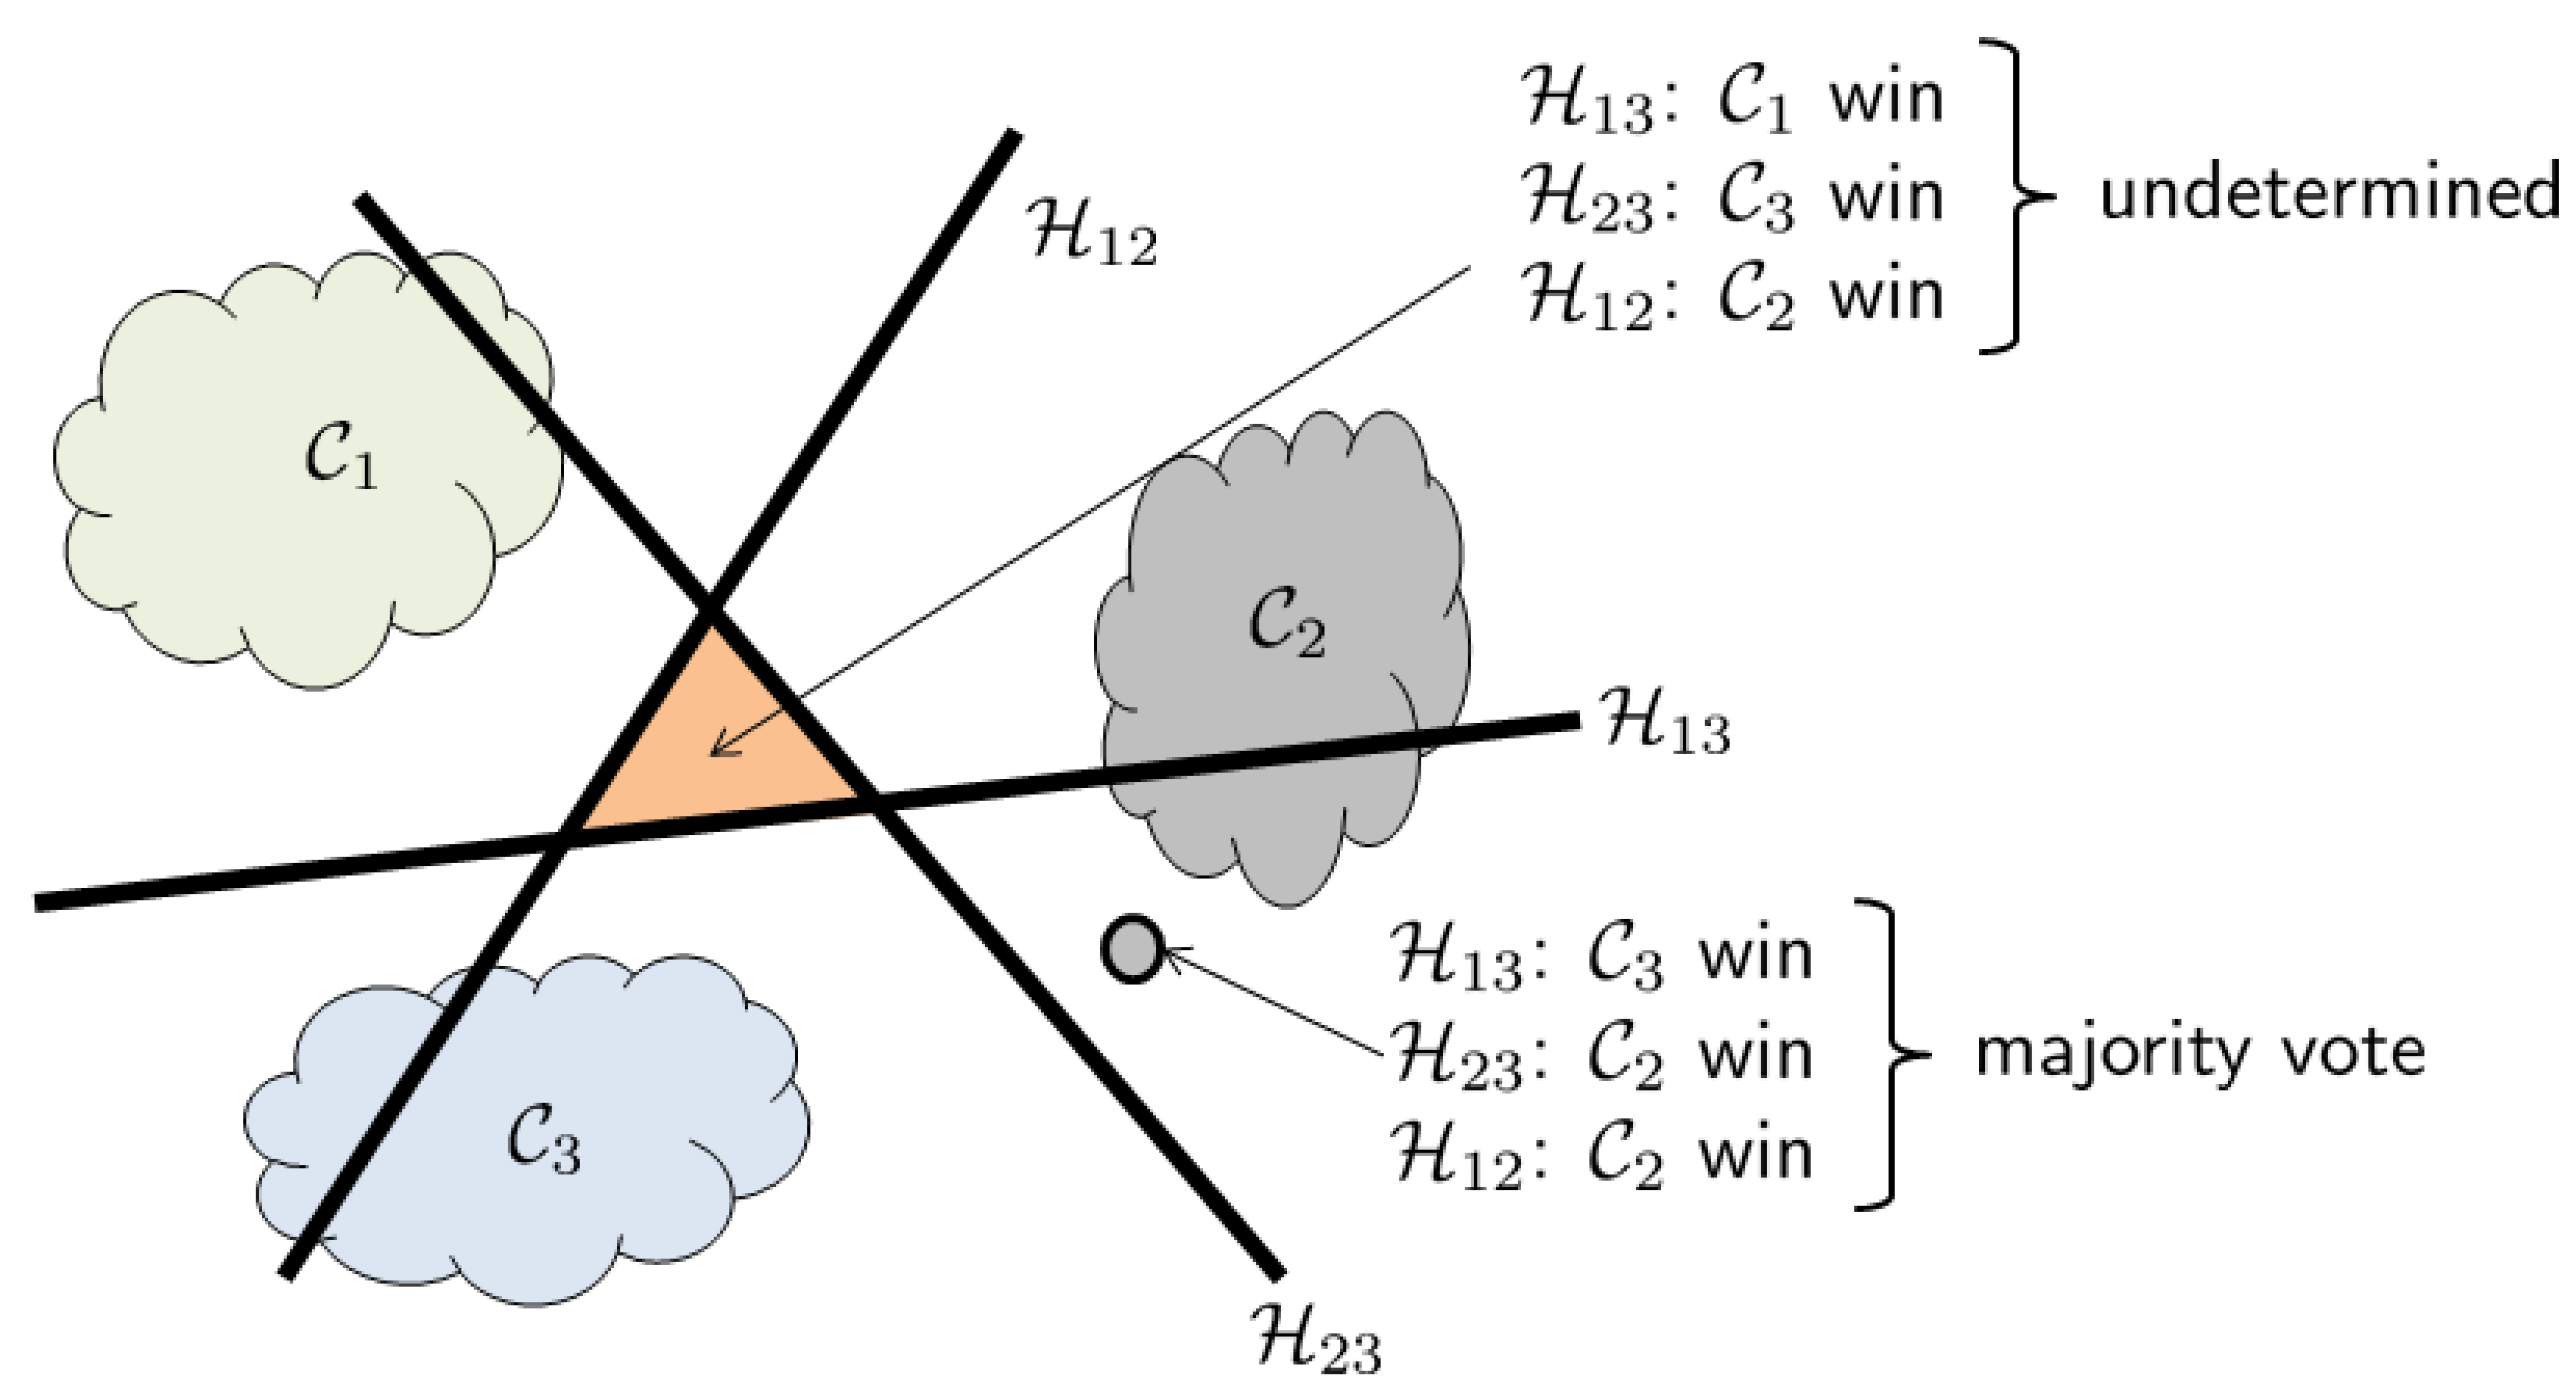 ℋ₁₃: 𝒞₁ win
ℋ₂₃: 𝒞₃ win
ℋ₁₂: 𝒞₂ win
undetermined
ℋ₁₂
𝒞₁
𝒞₂
ℋ₁₃
ℋ₁₃: 𝒞₃ win
ℋ₂₃: 𝒞₂ win
ℋ₁₂: 𝒞₂ win
majority vote
𝒞₃
ℋ₂₃